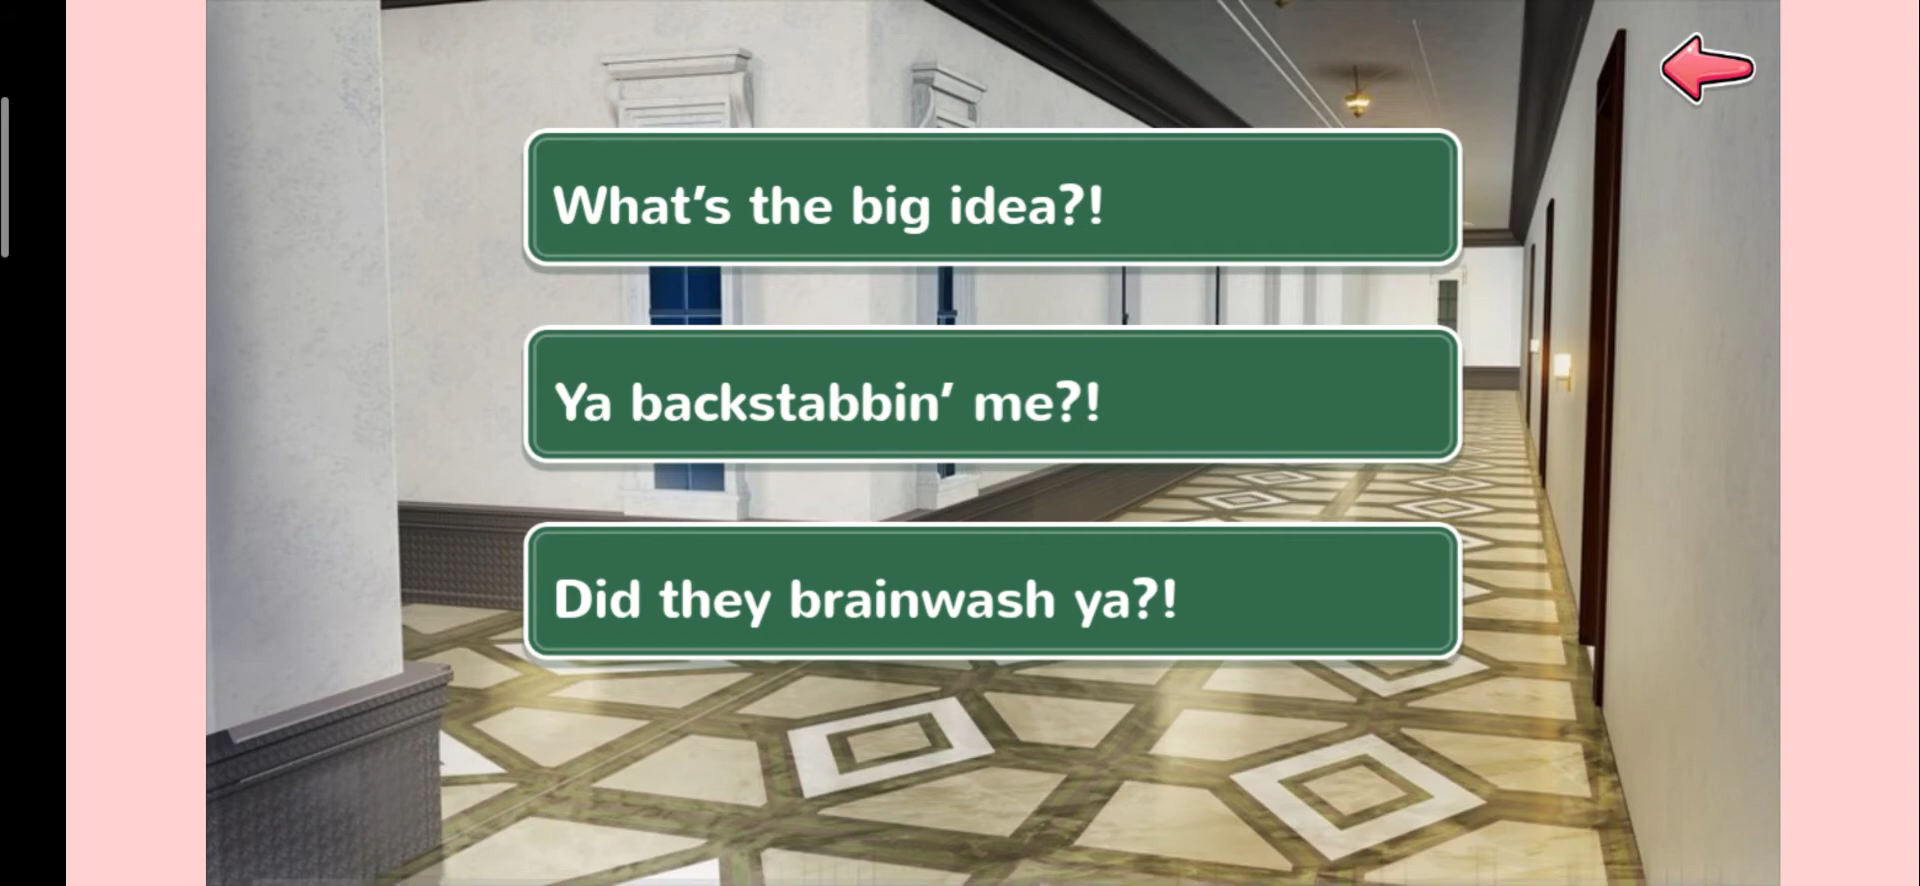 What's the big idea?!
Ya backstabbin' me?!
Did they brainwash ya?!